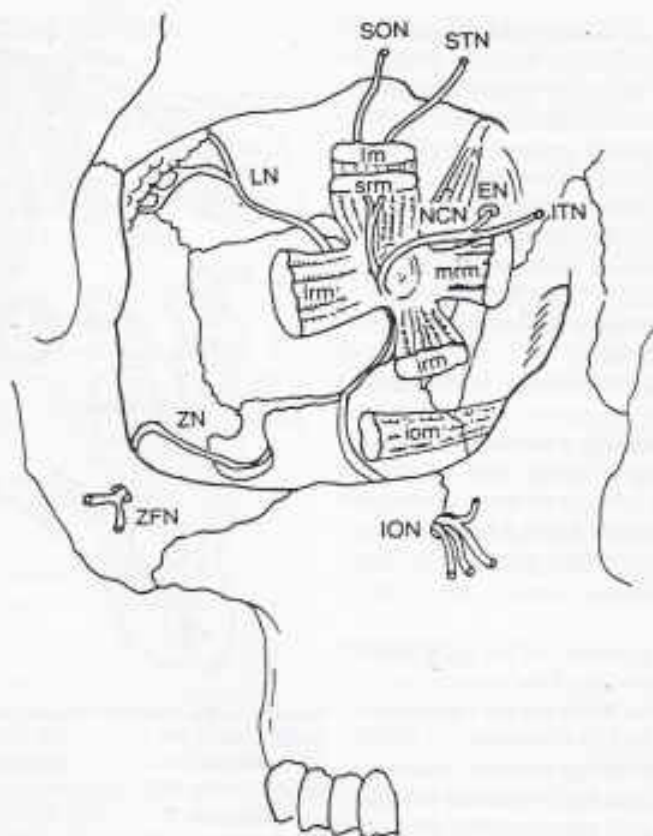 SON
STN
lm
srm
LN
NCN
EN
ITN
lrm
mrm
irm
ZN
iom
ZFN
ION